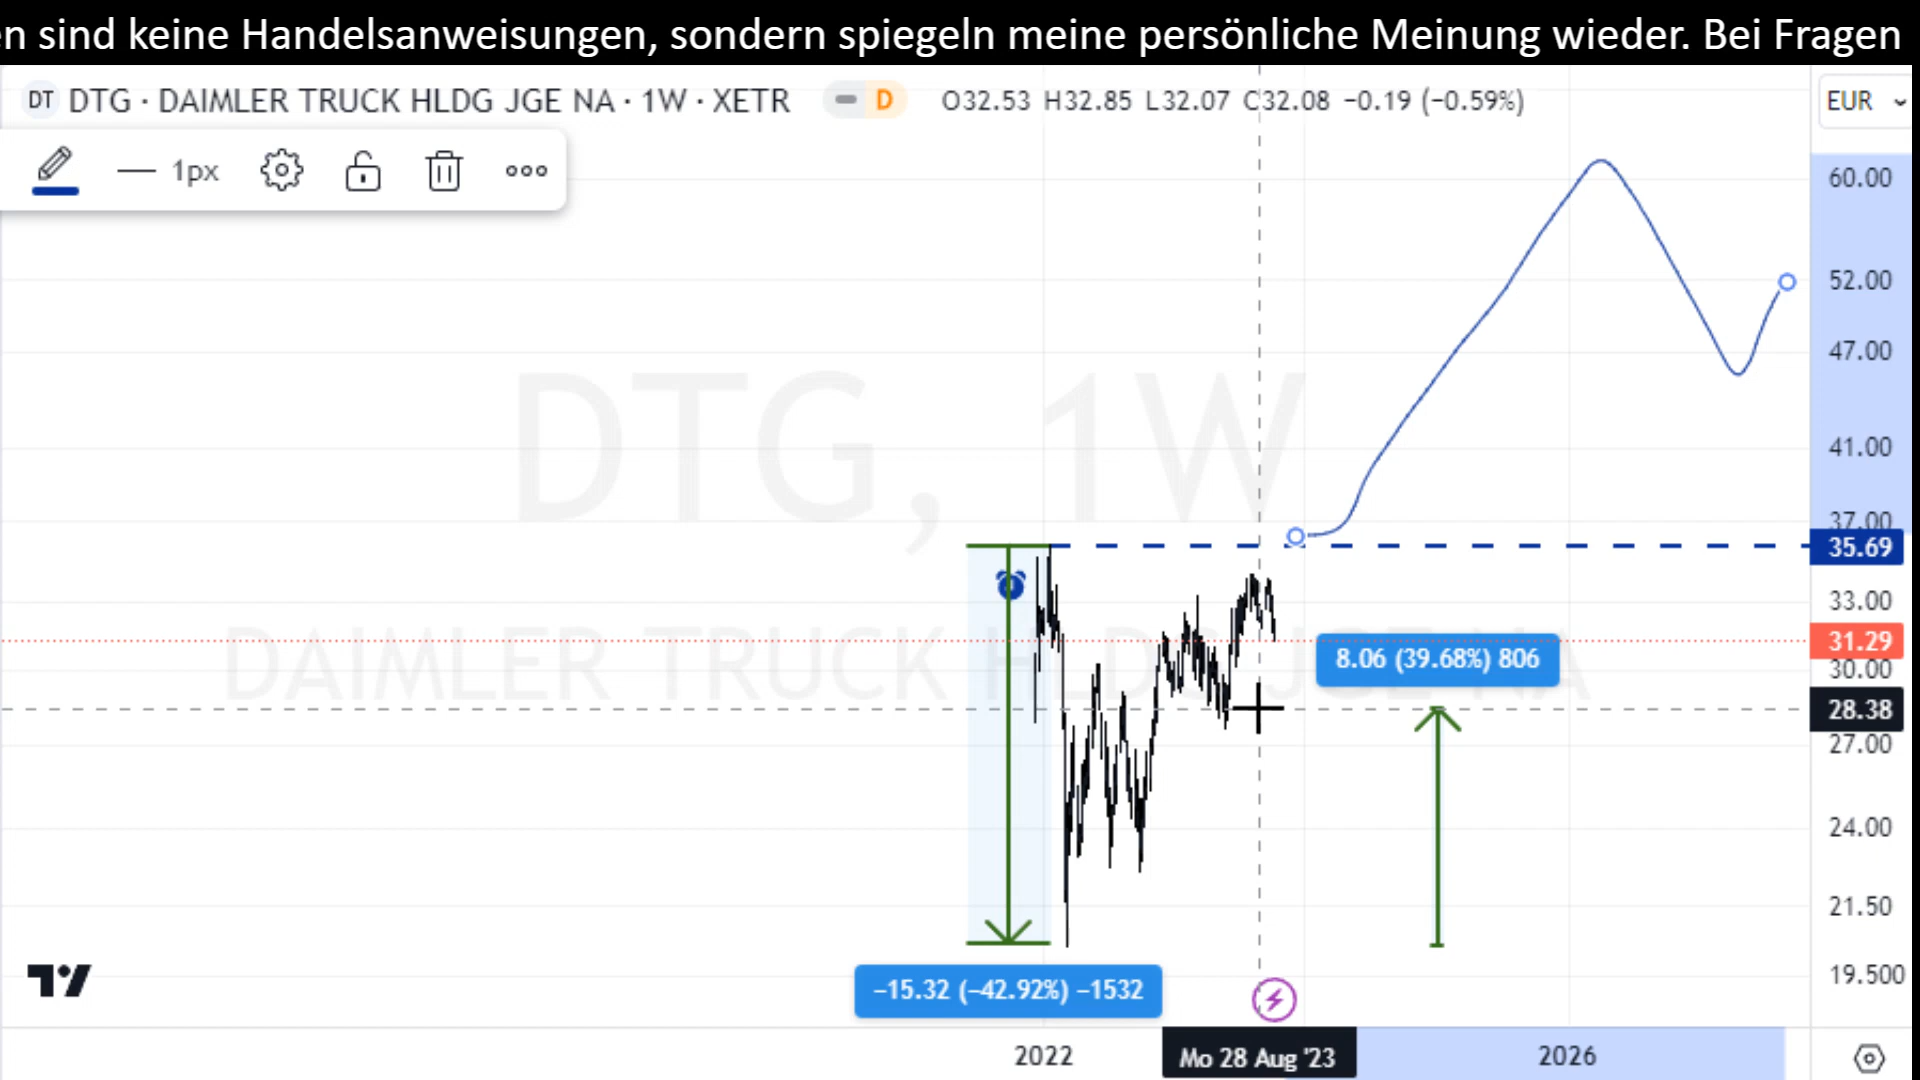 en sind keine Handelsanweisungen, sondern spiegeln meine persönliche Meinung wieder. Bei Fragen
DT DTG · DAIMLER TRUCK HLDG JGE NA · 1W · XETR D O32.53 H32.85 L32.07 C32.08 −0.19 (−0.59%) EUR
1px
60.00
52.00
47.00
41.00
37.00
35.69
33.00
31.29
30.00
28.38
27.00
24.00
21.50
19.500
DTG, 1W
DAIMLER TRUCK HLDG JGE NA
8.06 (39.68%) 806
−15.32 (−42.92%) −1532
2022 Mo 28 Aug '23 2026